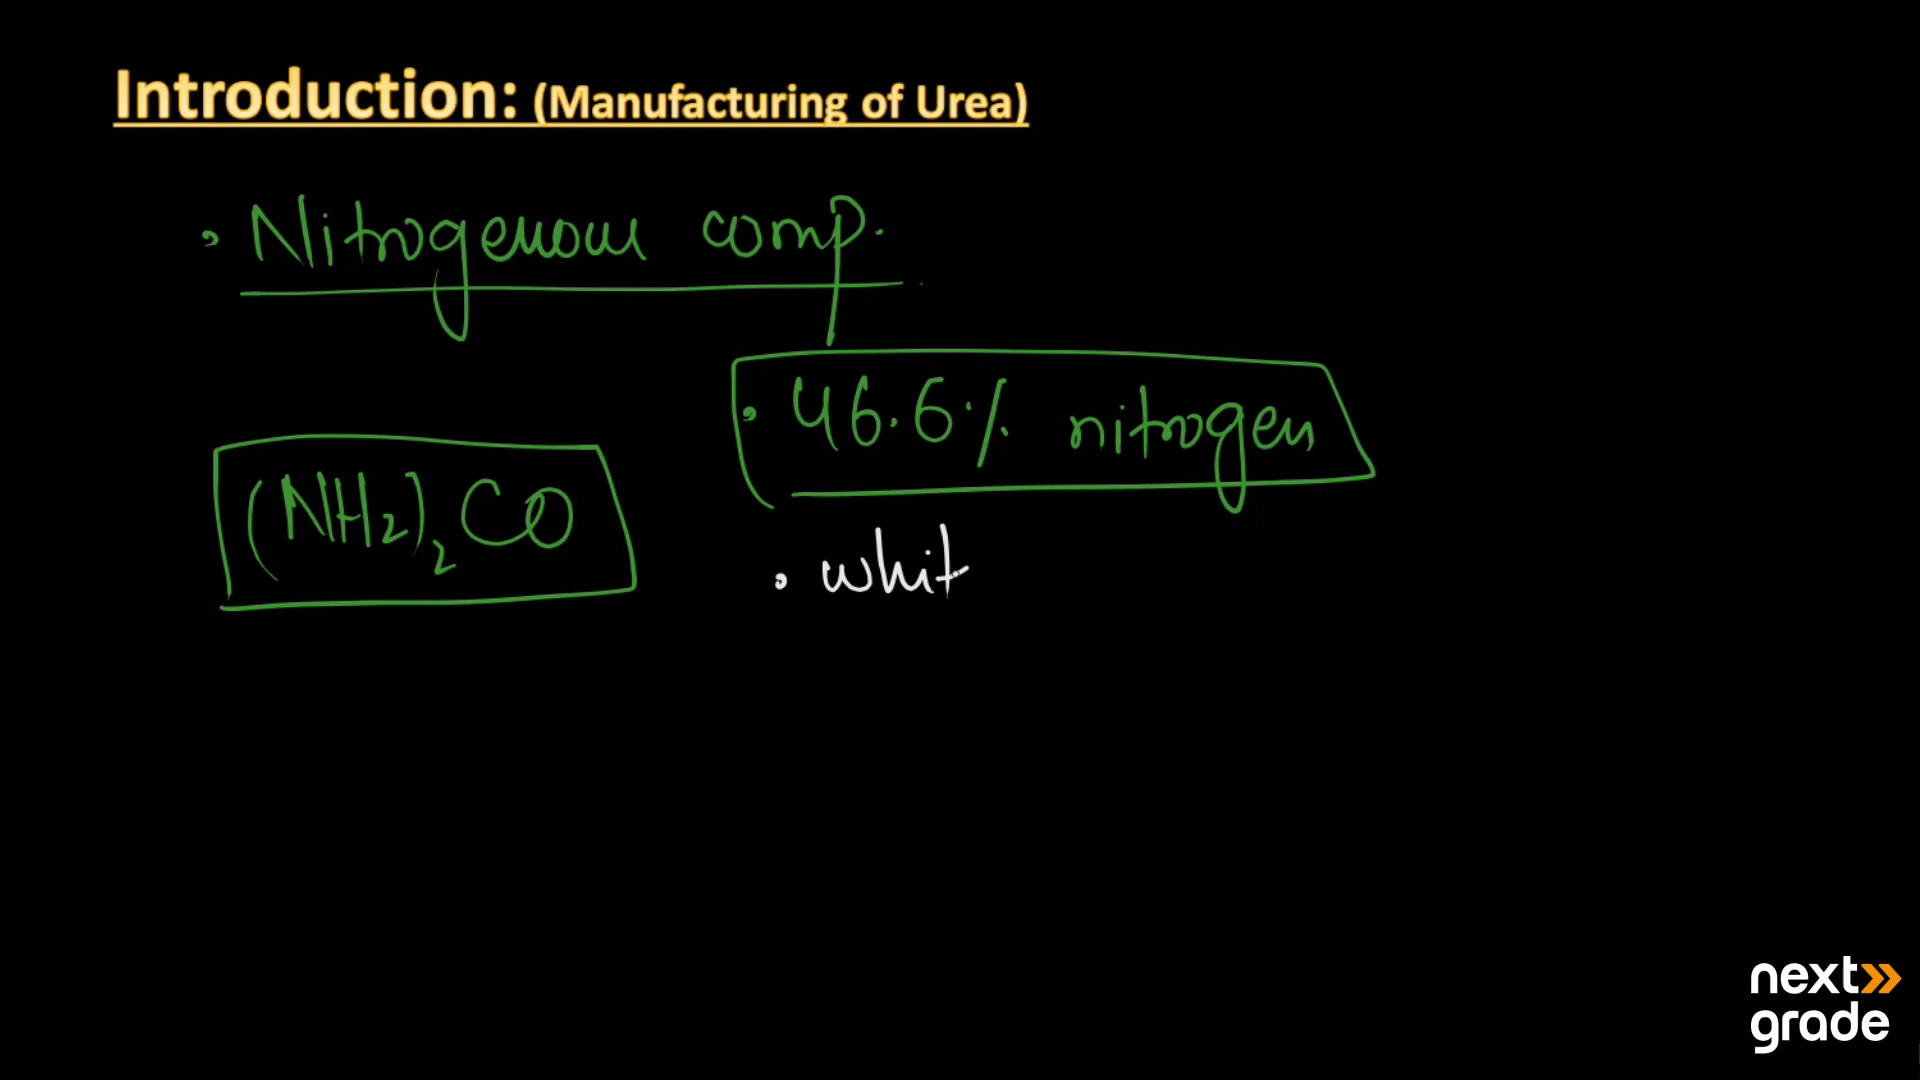 Introduction: (Manufacturing of Urea)
• Nitrogenous comp.
• 46.6% nitrogen
(NH₂)₂CO
• whit
next
grade